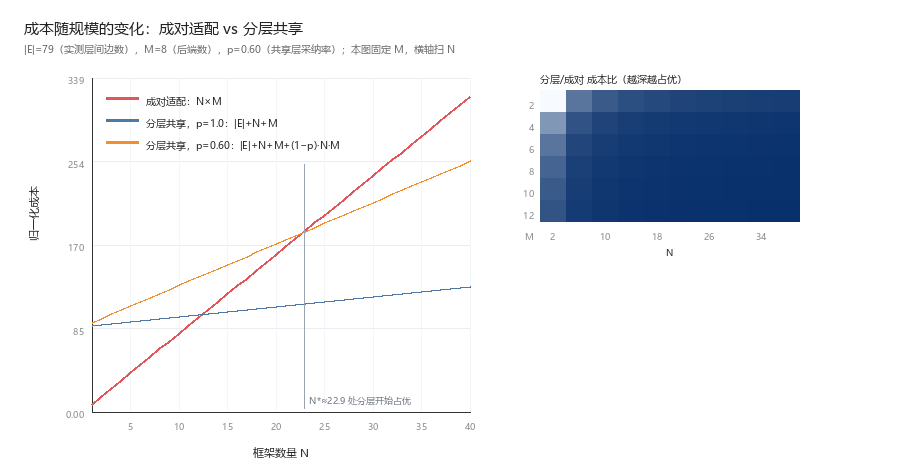 成本随规模的变化：成对适配 vs 分层共享
|E|=79（实测层间边数），M=8（后端数），p=0.60（共享层采纳率）；本图固定 M，横轴扫 N
339
254
170
85
0.00
归一化成本
成对适配：N×M
分层共享，p=1.0：|E|+N+M
分层共享，p=0.60：|E|+N+M+(1−p)·N·M
N*≈22.9 处分层开始占优
5
10
15
20
25
30
35
40
框架数量 N
分层/成对 成本比（越深越占优）
2
4
6
8
10
12
M
2
10
18
26
34
N